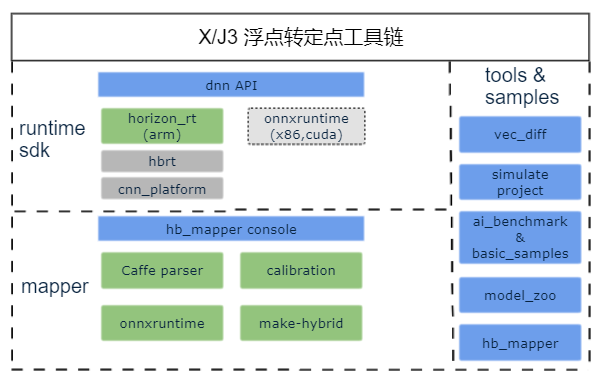 X/J3 浮点转定点工具链
runtime
sdk
dnn API
horizon_rt
(arm)
onnxruntime
(x86,cuda)
hbrt
cnn_platform
mapper
hb_mapper console
Caffe parser
calibration
onnxruntime
make-hybrid
tools &
samples
vec_diff
simulate
project
ai_benchmark
&
basic_samples
model_zoo
hb_mapper